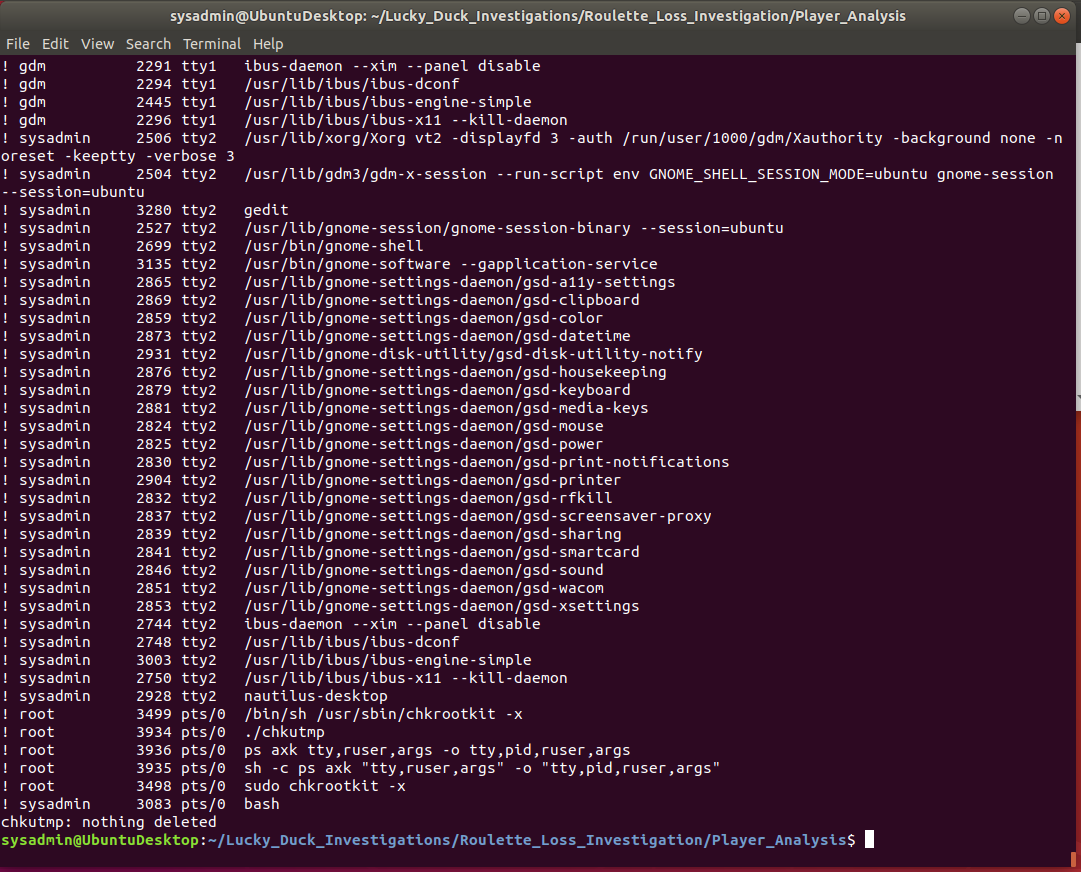 sysadmin@UbuntuDesktop: ~/Lucky_Duck_Investigations/Roulette_Loss_Investigation/Player_Analysis
File Edit View Search Terminal Help
! gdm          2291 tty1   ibus-daemon --xim --panel disable
! gdm          2294 tty1   /usr/lib/ibus/ibus-dconf
! gdm          2445 tty1   /usr/lib/ibus/ibus-engine-simple
! gdm          2296 tty1   /usr/lib/ibus/ibus-x11 --kill-daemon
! sysadmin     2506 tty2   /usr/lib/xorg/Xorg vt2 -displayfd 3 -auth /run/user/1000/gdm/Xauthority -background none -n
oreset -keeptty -verbose 3
! sysadmin     2504 tty2   /usr/lib/gdm3/gdm-x-session --run-script env GNOME_SHELL_SESSION_MODE=ubuntu gnome-session
--session=ubuntu
! sysadmin     3280 tty2   gedit
! sysadmin     2527 tty2   /usr/lib/gnome-session/gnome-session-binary --session=ubuntu
! sysadmin     2699 tty2   /usr/bin/gnome-shell
! sysadmin     3135 tty2   /usr/bin/gnome-software --gapplication-service
! sysadmin     2865 tty2   /usr/lib/gnome-settings-daemon/gsd-a11y-settings
! sysadmin     2869 tty2   /usr/lib/gnome-settings-daemon/gsd-clipboard
! sysadmin     2859 tty2   /usr/lib/gnome-settings-daemon/gsd-color
! sysadmin     2873 tty2   /usr/lib/gnome-settings-daemon/gsd-datetime
! sysadmin     2931 tty2   /usr/lib/gnome-disk-utility/gsd-disk-utility-notify
! sysadmin     2876 tty2   /usr/lib/gnome-settings-daemon/gsd-housekeeping
! sysadmin     2879 tty2   /usr/lib/gnome-settings-daemon/gsd-keyboard
! sysadmin     2881 tty2   /usr/lib/gnome-settings-daemon/gsd-media-keys
! sysadmin     2824 tty2   /usr/lib/gnome-settings-daemon/gsd-mouse
! sysadmin     2825 tty2   /usr/lib/gnome-settings-daemon/gsd-power
! sysadmin     2830 tty2   /usr/lib/gnome-settings-daemon/gsd-print-notifications
! sysadmin     2904 tty2   /usr/lib/gnome-settings-daemon/gsd-printer
! sysadmin     2832 tty2   /usr/lib/gnome-settings-daemon/gsd-rfkill
! sysadmin     2837 tty2   /usr/lib/gnome-settings-daemon/gsd-screensaver-proxy
! sysadmin     2839 tty2   /usr/lib/gnome-settings-daemon/gsd-sharing
! sysadmin     2841 tty2   /usr/lib/gnome-settings-daemon/gsd-smartcard
! sysadmin     2846 tty2   /usr/lib/gnome-settings-daemon/gsd-sound
! sysadmin     2851 tty2   /usr/lib/gnome-settings-daemon/gsd-wacom
! sysadmin     2853 tty2   /usr/lib/gnome-settings-daemon/gsd-xsettings
! sysadmin     2744 tty2   ibus-daemon --xim --panel disable
! sysadmin     2748 tty2   /usr/lib/ibus/ibus-dconf
! sysadmin     3003 tty2   /usr/lib/ibus/ibus-engine-simple
! sysadmin     2750 tty2   /usr/lib/ibus/ibus-x11 --kill-daemon
! sysadmin     2928 tty2   nautilus-desktop
! root         3499 pts/0  /bin/sh /usr/sbin/chkrootkit -x
! root         3934 pts/0  ./chkutmp
! root         3936 pts/0  ps axk tty,ruser,args -o tty,pid,ruser,args
! root         3935 pts/0  sh -c ps axk "tty,ruser,args" -o "tty,pid,ruser,args"
! root         3498 pts/0  sudo chkrootkit -x
! sysadmin     3083 pts/0  bash
chkutmp: nothing deleted
sysadmin@UbuntuDesktop:~/Lucky_Duck_Investigations/Roulette_Loss_Investigation/Player_Analysis$